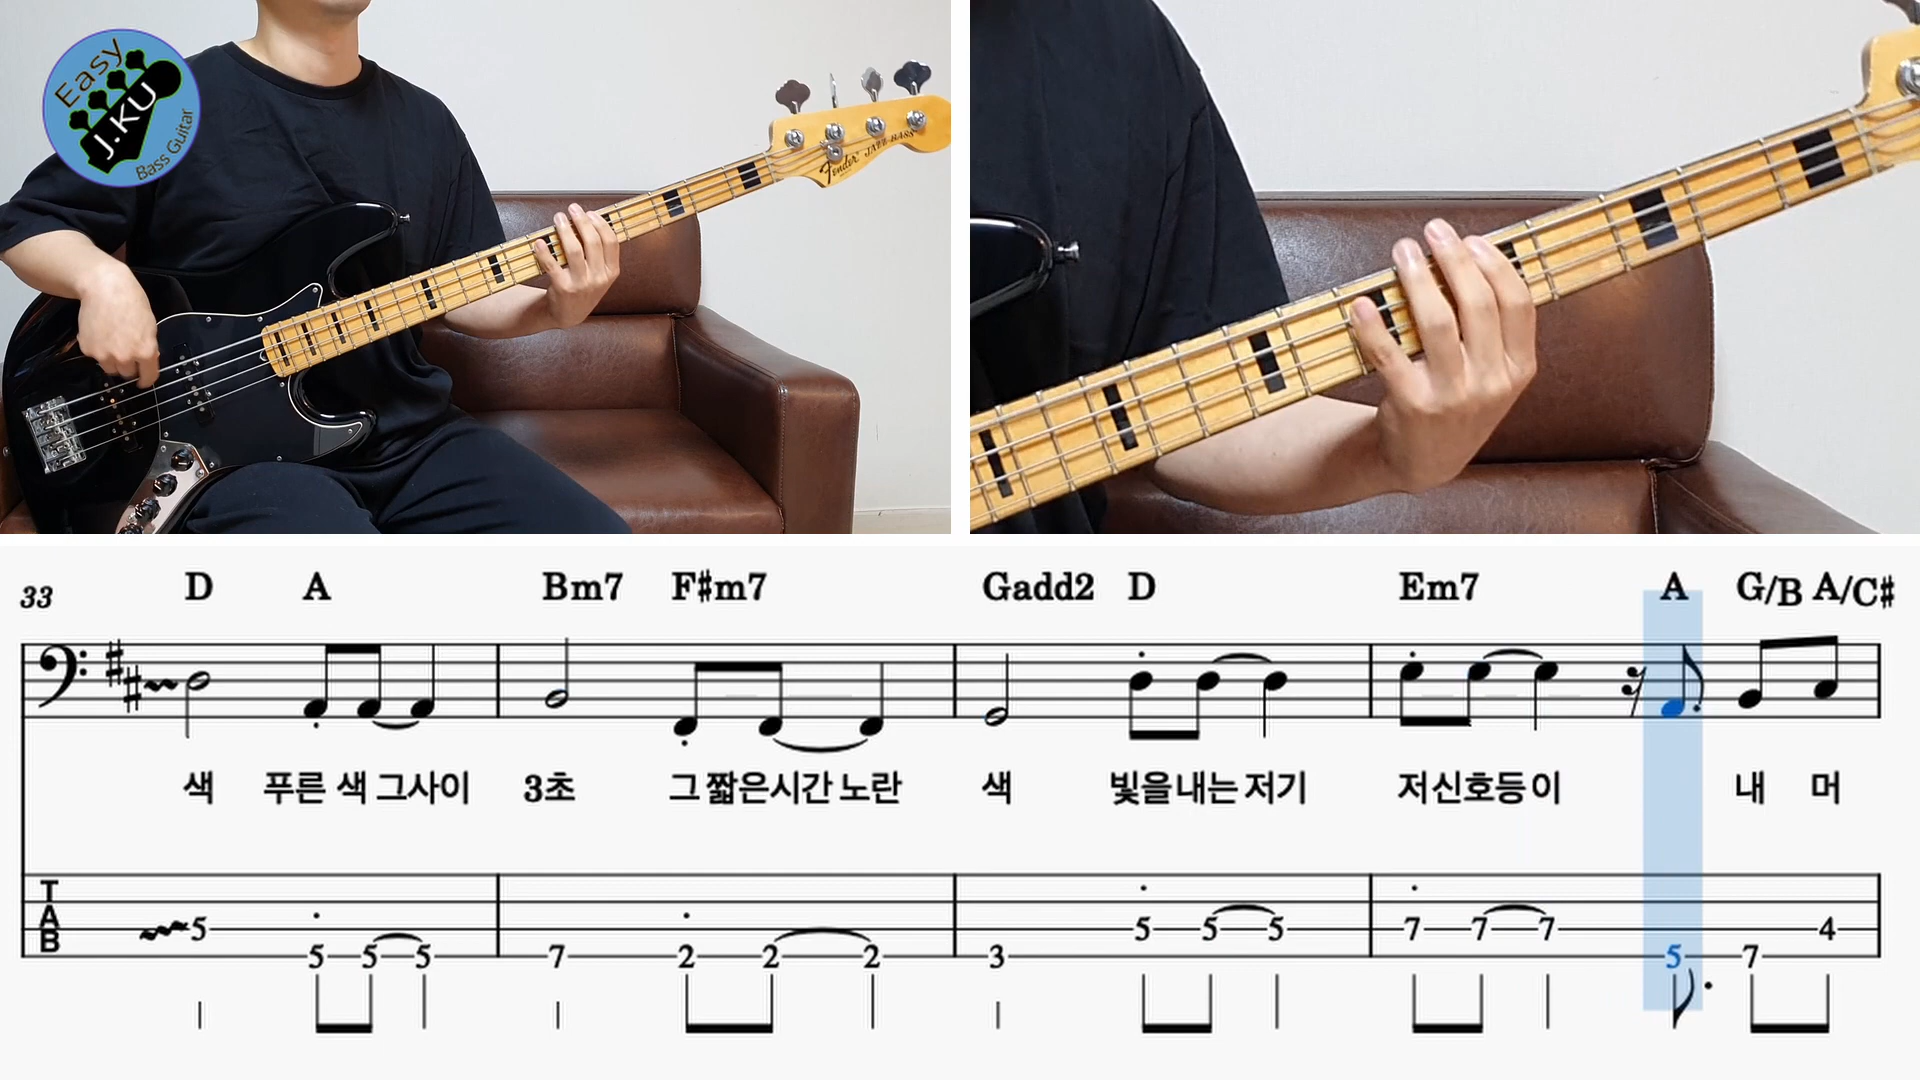 Easy
J.KU
Bass Guitar
Fender JAZZ BASS
33 D A Bm7 F#m7 Gadd2 D Em7 A G/B A/C#
색 푸른 색 그사이 3초 그 짧은시간 노란 색 빛을내는 저기 저신호등이 내 머
T
A
B
5 5 5 5 7 2 2 2 3 5 5 5 7 7 7 5 7 4